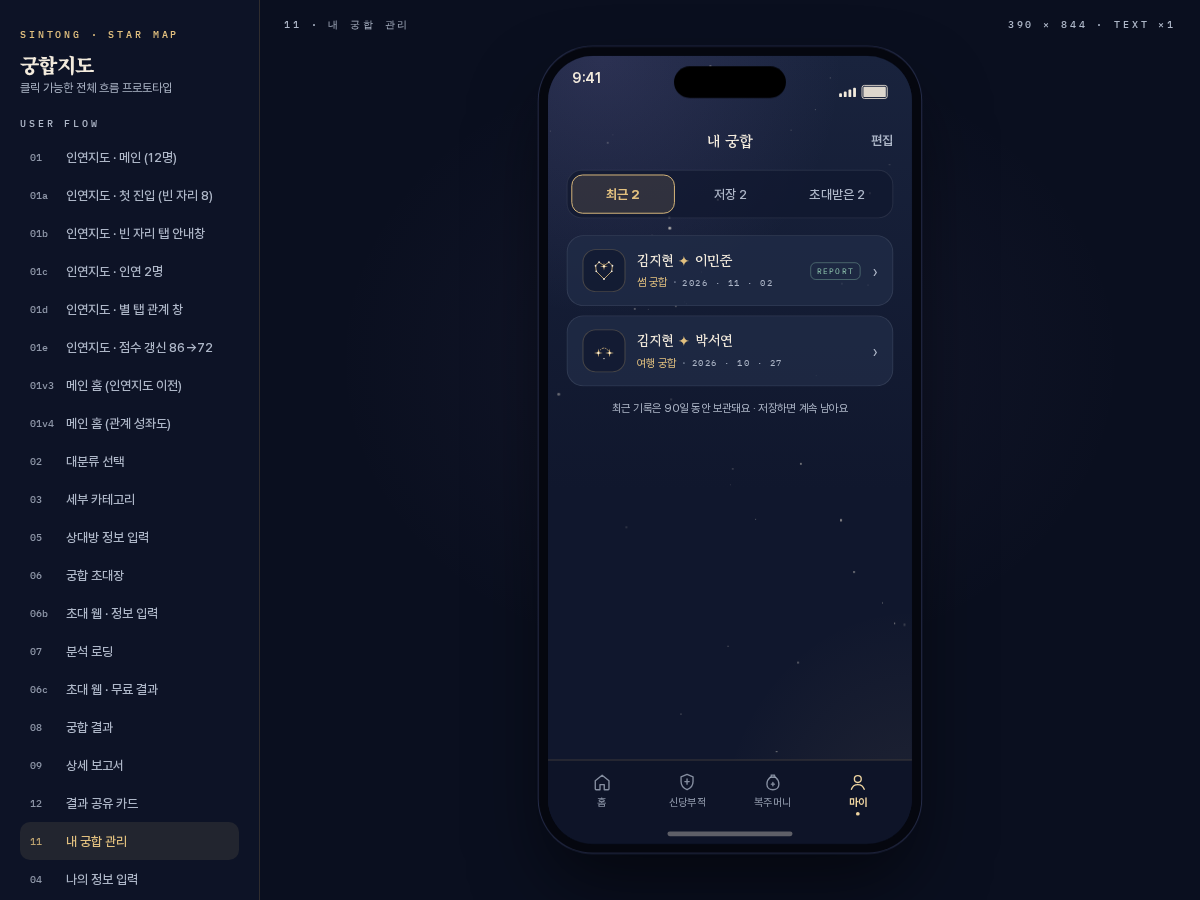 SINTONG · STAR MAP
궁합지도
클릭 가능한 전체 흐름 프로토타입
USER FLOW
01 인연지도 · 메인 (12명)
01a 인연지도 · 첫 진입 (빈 자리 8)
01b 인연지도 · 빈 자리 탭 안내창
01c 인연지도 · 인연 2명
01d 인연지도 · 별 탭 관계 창
01e 인연지도 · 점수 갱신 86→72
01v3 메인 홈 (인연지도 이전)
01v4 메인 홈 (관계 성좌도)
02 대분류 선택
03 세부 카테고리
05 상대방 정보 입력
06 궁합 초대장
06b 초대 웹 · 정보 입력
07 분석 로딩
06c 초대 웹 · 무료 결과
08 궁합 결과
09 상세 보고서
12 결과 공유 카드
11 내 궁합 관리
04 나의 정보 입력
11 · 내 궁합 관리
390 × 844 · TEXT ×1
9:41
내 궁합
편집
최근 2
저장 2
초대받은 2
김지현 ✦ 이민준
썸 궁합 · 2026 · 11 · 02
REPORT
›
김지현 ✦ 박서연
여행 궁합 · 2026 · 10 · 27
›
최근 기록은 90일 동안 보관돼요 · 저장하면 계속 남아요
홈
신당부적
복주머니
마이